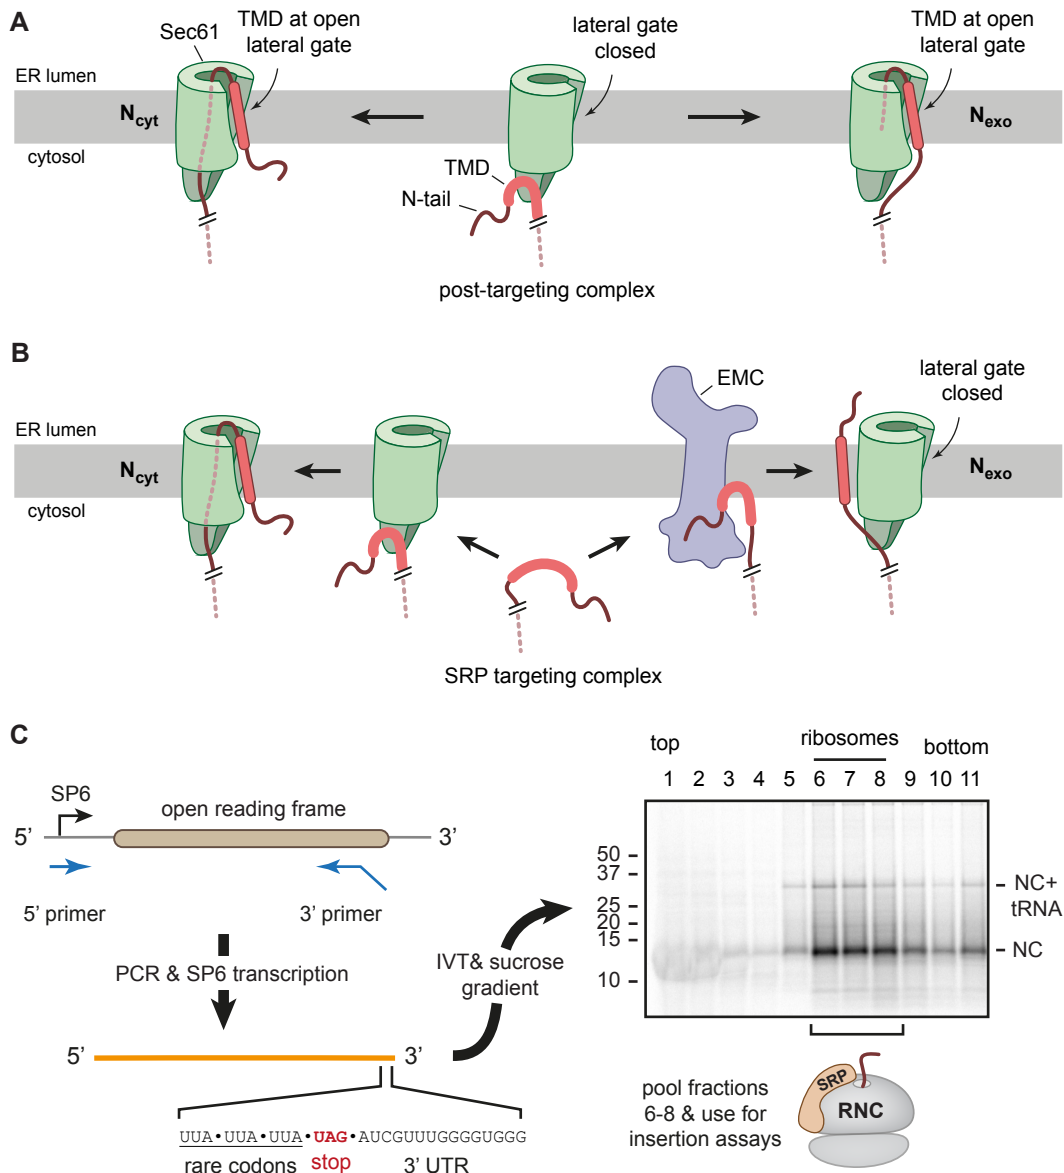 A
Sec61
TMD at open
lateral gate
lateral gate
closed
TMD at open
lateral gate
ER lumen
Ncyt
Nexo
cytosol
TMD
N-tail
post-targeting complex
B
EMC
lateral gate
closed
ER lumen
Ncyt
Nexo
cytosol
SRP targeting complex
C
SP6
open reading frame
5’
3’
5’ primer
3’ primer
PCR & SP6 transcription
IVT& sucrose
gradient
5’
3’
UUA•UUA•UUA•UAG•AUCGUUUGGGGUGGG
rare codons
stop
3’ UTR
top
ribosomes
bottom
1 2 3 4 5 6 7 8 9 10 11
50
37
25
20
15
10
NC+
tRNA
NC
pool fractions
6-8 & use for
insertion assays
SRP
RNC